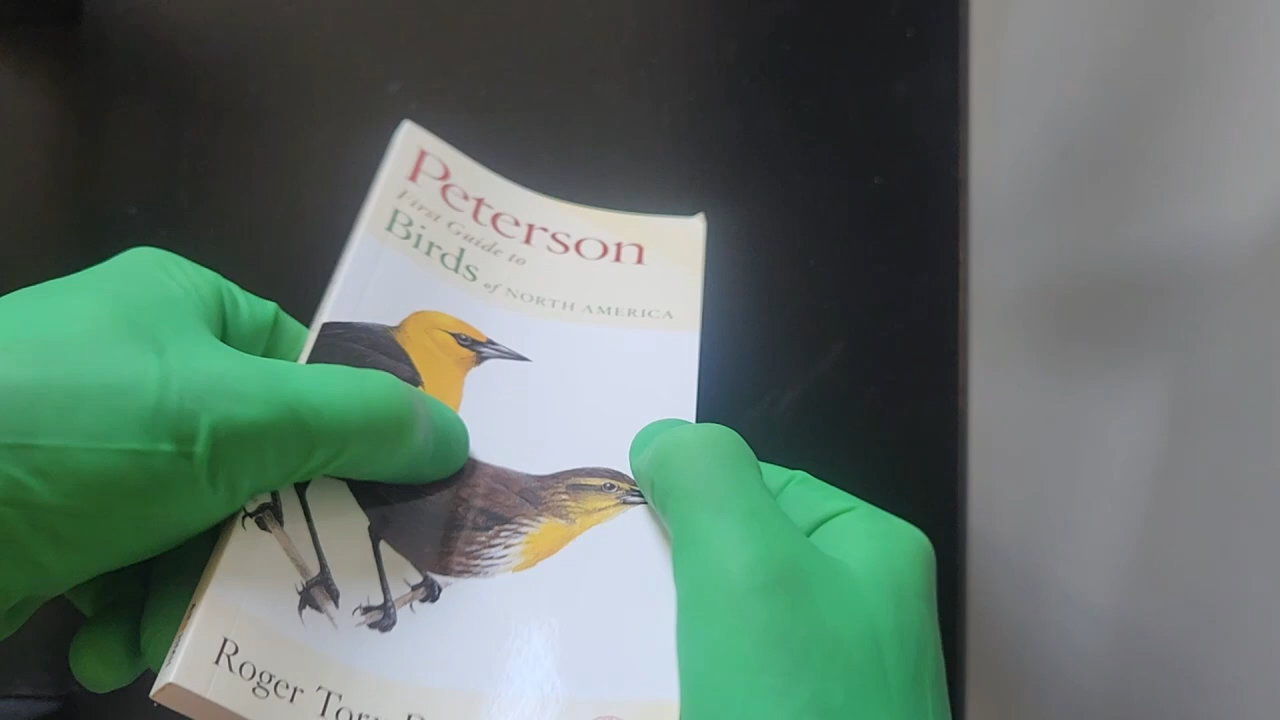 Peterson
First Guide to
Birds of NORTH AMERICA
Roger Tory